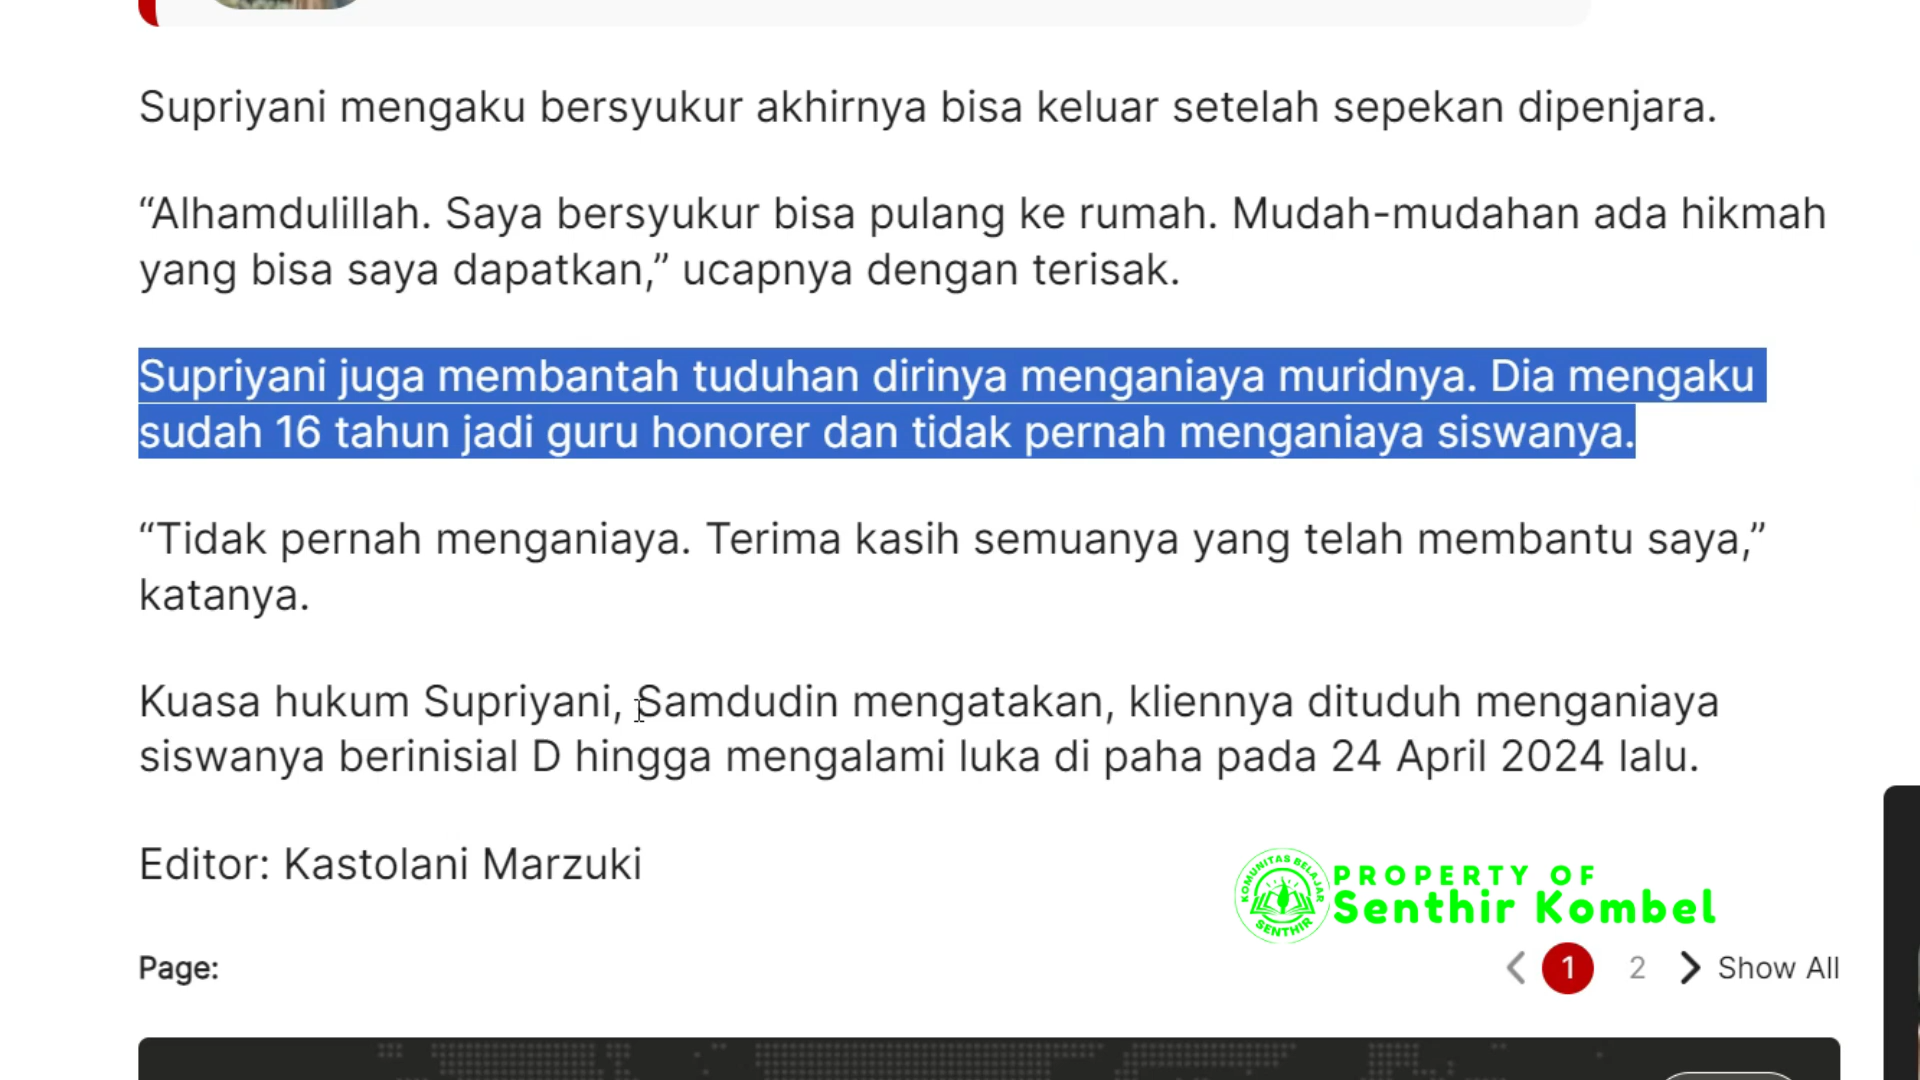 Supriyani mengaku bersyukur akhirnya bisa keluar setelah sepekan dipenjara.
“Alhamdulillah. Saya bersyukur bisa pulang ke rumah. Mudah-mudahan ada hikmah
yang bisa saya dapatkan,” ucapnya dengan terisak.
Supriyani juga membantah tuduhan dirinya menganiaya muridnya. Dia mengaku
sudah 16 tahun jadi guru honorer dan tidak pernah menganiaya siswanya.
“Tidak pernah menganiaya. Terima kasih semuanya yang telah membantu saya,”
katanya.
Kuasa hukum Supriyani, Samdudin mengatakan, kliennya dituduh menganiaya
siswanya berinisial D hingga mengalami luka di paha pada 24 April 2024 lalu.
Editor: Kastolani Marzuki
KOMUNITAS BELAJAR
SENTHIR
PROPERTY OF
Senthir Kombel
Page:
1 2 Show All